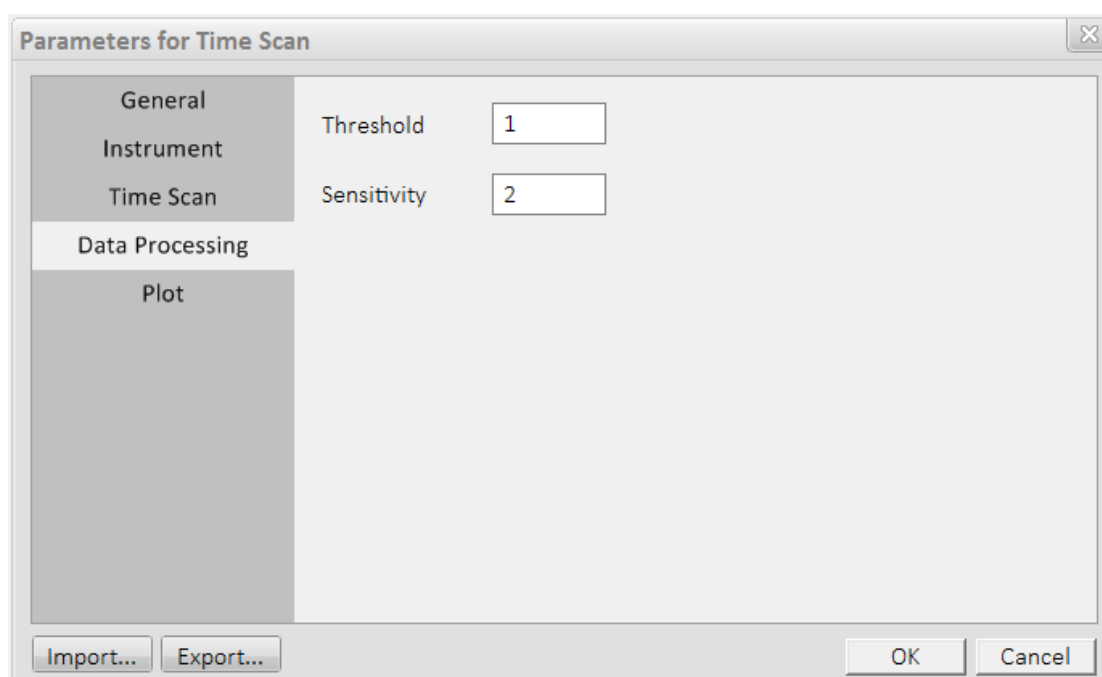 Parameters for Time Scan
General
Instrument
Time Scan
Data Processing
Plot
Threshold 1
Sensitivity 2
Import... Export... OK Cancel